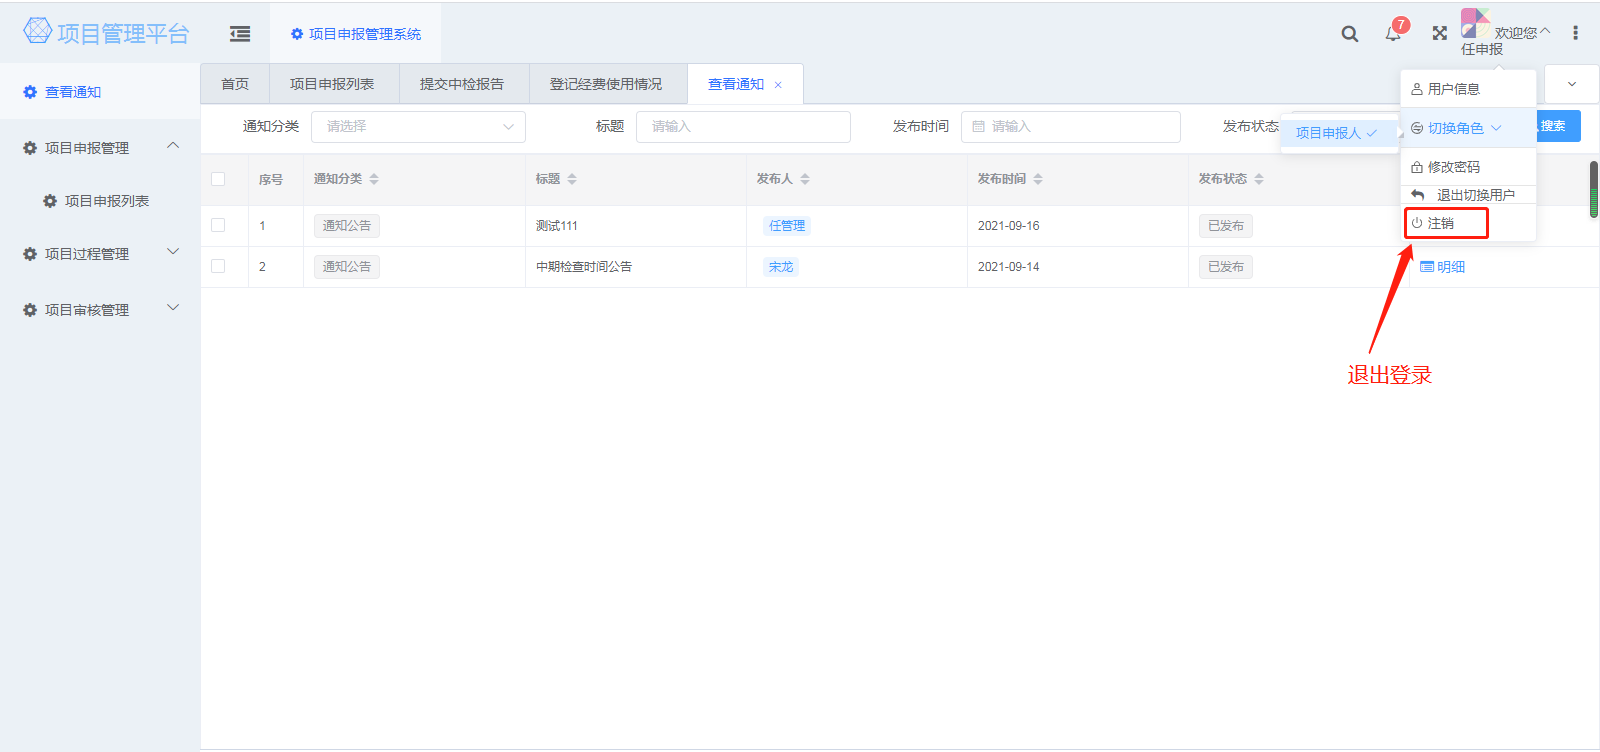 项目管理平台
项目申报管理系统
7
欢迎您
任申报
查看通知
项目申报管理
项目申报列表
项目过程管理
项目审核管理
首页
项目申报列表
提交中检报告
登记经费使用情况
查看通知 ×
通知分类 请选择
标题 请输入
发布时间 请输入
发布状态
搜索
项目申报人
用户信息
切换角色
修改密码
退出切换用户
注销
序号 通知分类 标题 发布人 发布时间 发布状态
1 通知公告 测试111 任管理 2021-09-16 已发布
2 通知公告 中期检查时间公告 宋龙 2021-09-14 已发布 明细
退出登录